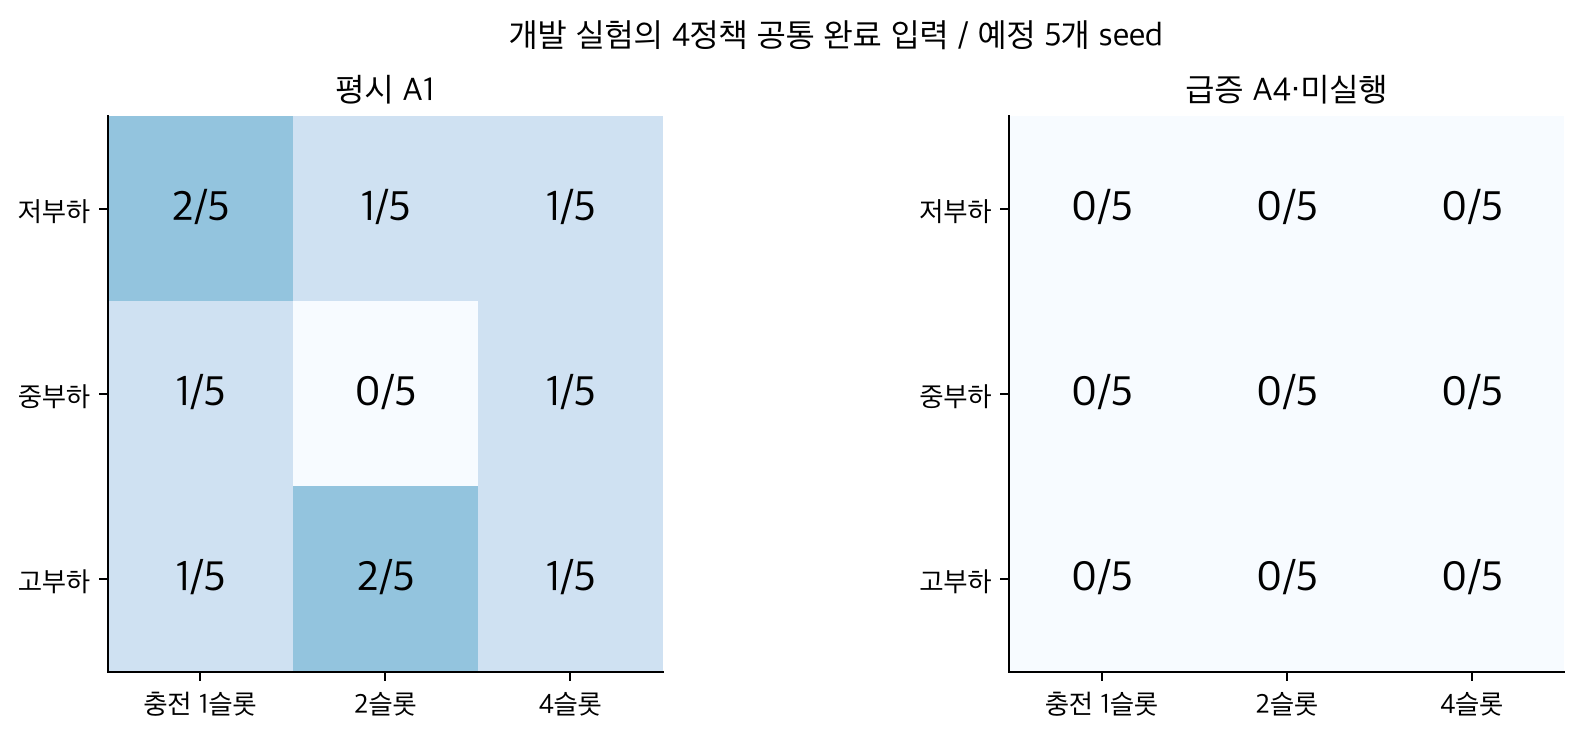 개발 실험의 4정책 공통 완료 입력 / 예정 5개 seed
평시 A1
저부하 2/5 1/5 1/5
중부하 1/5 0/5 1/5
고부하 1/5 2/5 1/5
충전 1슬롯 2슬롯 4슬롯
급증 A4·미실행
저부하 0/5 0/5 0/5
중부하 0/5 0/5 0/5
고부하 0/5 0/5 0/5
충전 1슬롯 2슬롯 4슬롯